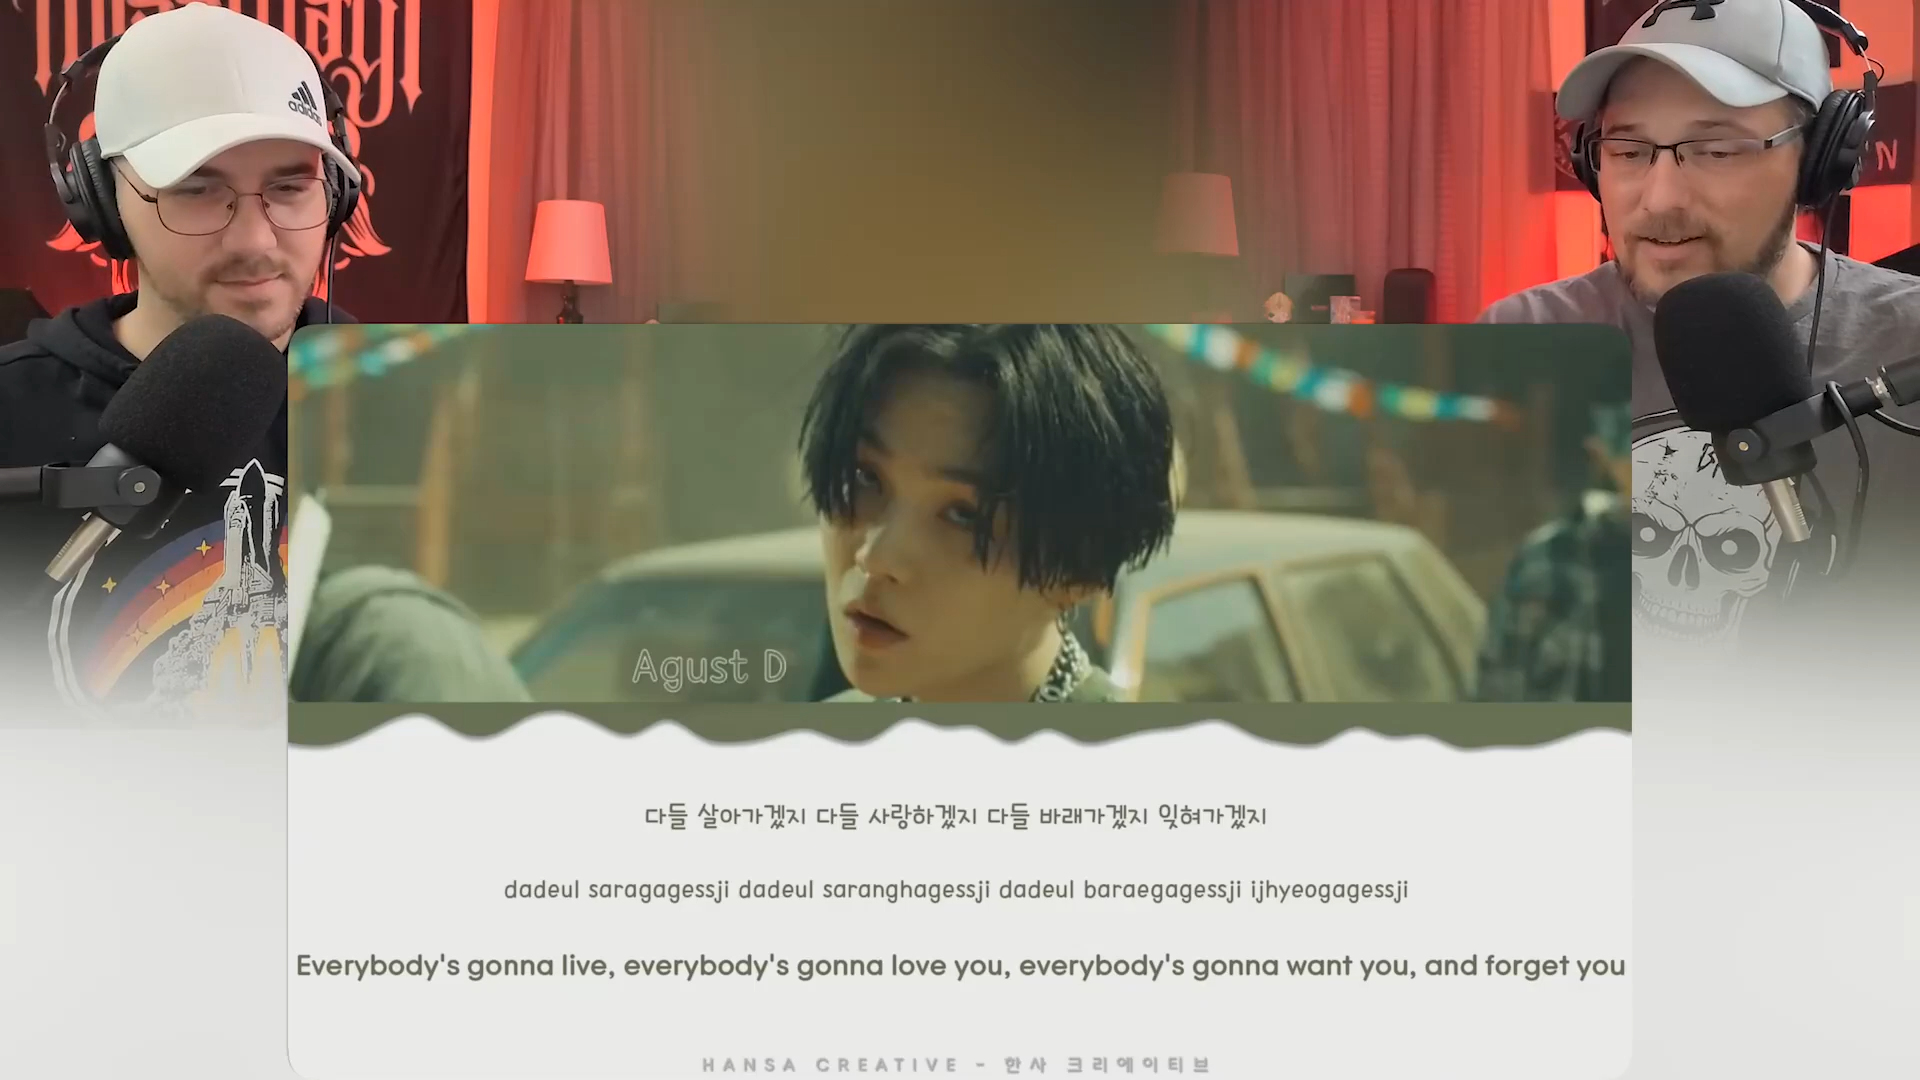 adidas
N
Agust D
다들 살아가겠지 다들 사랑하겠지 다들 바래가겠지 잊혀가겠지
dadeul saragagessji dadeul saranghagessji dadeul baraegagessji ijhyeogagessji
Everybody's gonna live, everybody's gonna love you, everybody's gonna want you, and forget you
HANSA CREATIVE - 한사 크리에이티브